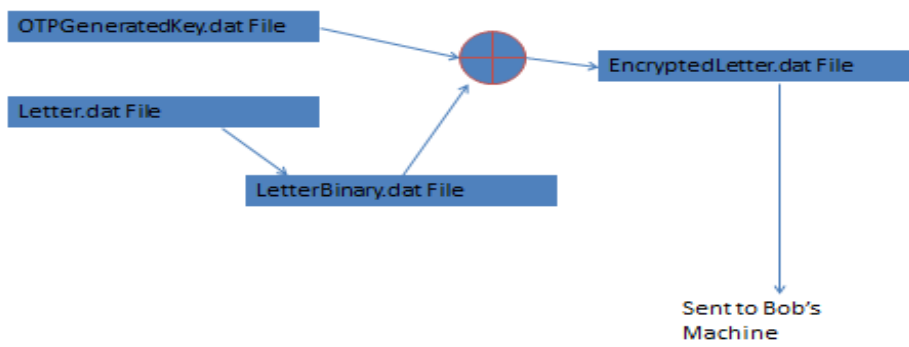 OTPGeneratedKey.dat File
EncryptedLetter.dat File
Letter.dat File
LetterBinary.dat File
Sent to Bob's
Machine